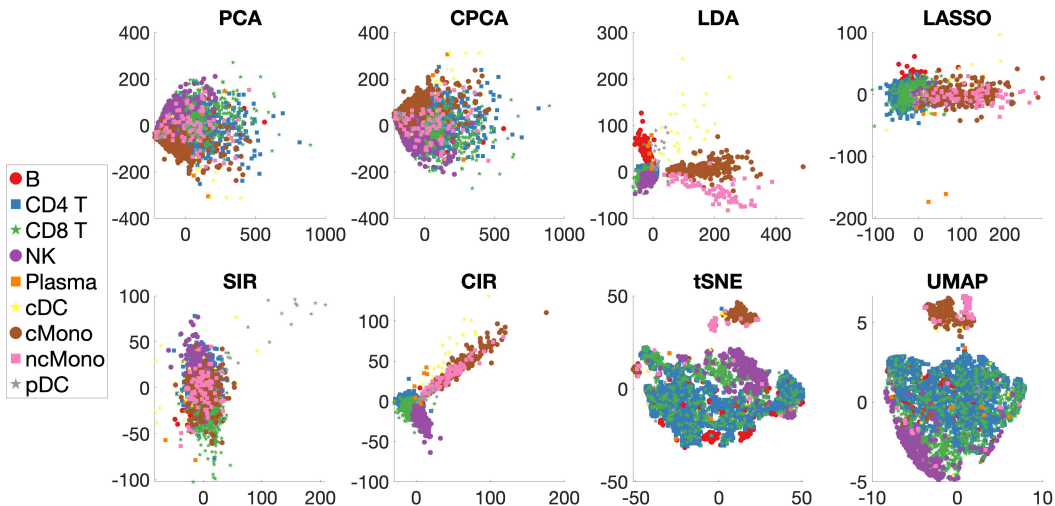 PCA CPCA LDA LASSO
400 400 300 100
200 200 200 0
0 0 100 -100
-200 -200 0 -200
-400 -400 -100
0 500 1000 0 500 1000 0 200 400 -100 0 100 200
B
CD4 T
CD8 T
NK
Plasma
cDC
cMono
ncMono
pDC
SIR CIR tSNE UMAP
100 100 50 5
50 50 0 0
0 0 -50 -5
-50 -50
-100 -100
0 100 200 0 100 200 -50 0 50 -10 0 10